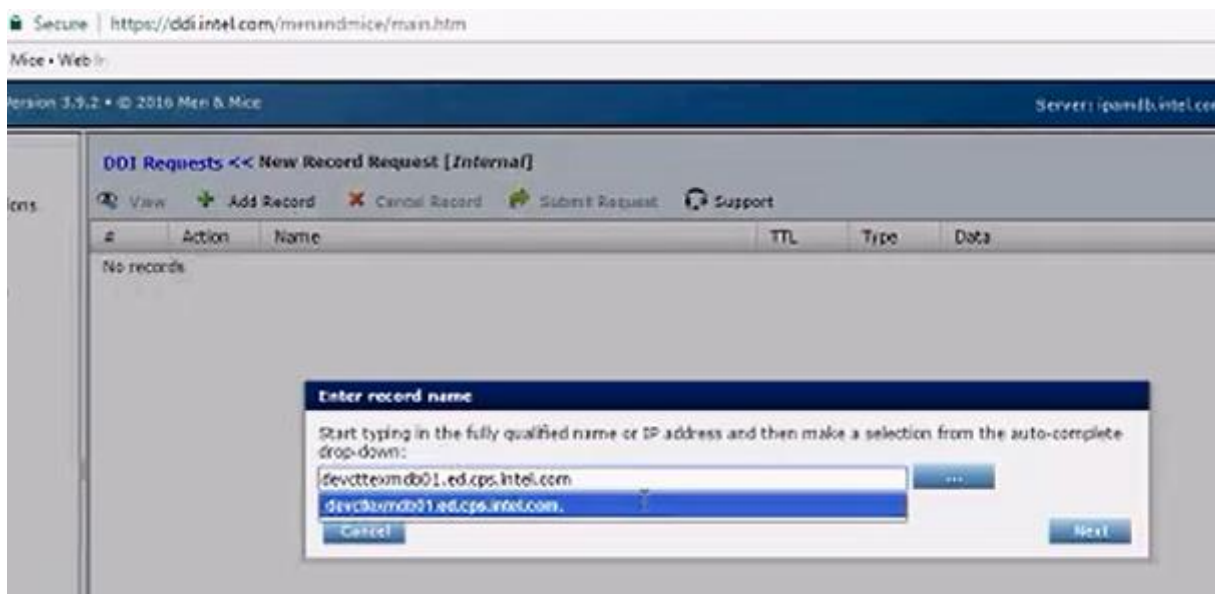 Secure | https://ddi.intel.com/menandmice/main.htm
Mice • Web In
Version 3.9.2 • © 2016 Men & Mice Server: ipamdb.intel.com
DDI Requests << New Record Request [Internal]
ions
View Add Record Cancel Record Submit Request Support
# Action Name TTL Type Data
No records
Enter record name
Start typing in the fully qualified name or IP address and then make a selection from the auto-complete
drop-down:
devcttexmdb01.ed.cps.intel.com ...
devcttexmdb01.ed.cps.intel.com.
Cancel Next